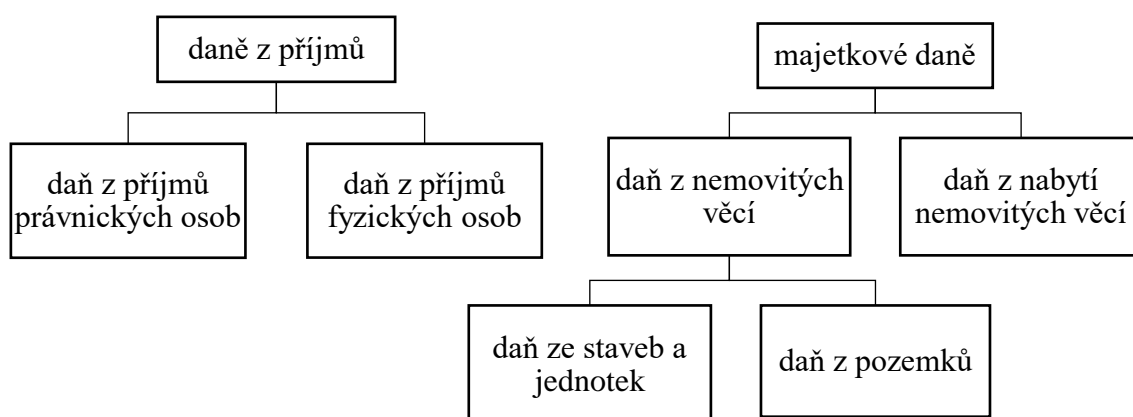 daně z příjmů
majetkové daně
daň z příjmů
právnických osob
daň z příjmů
fyzických osob
daň z nemovitých
věcí
daň z nabytí
nemovitých věcí
daň ze staveb a
jednotek
daň z pozemků